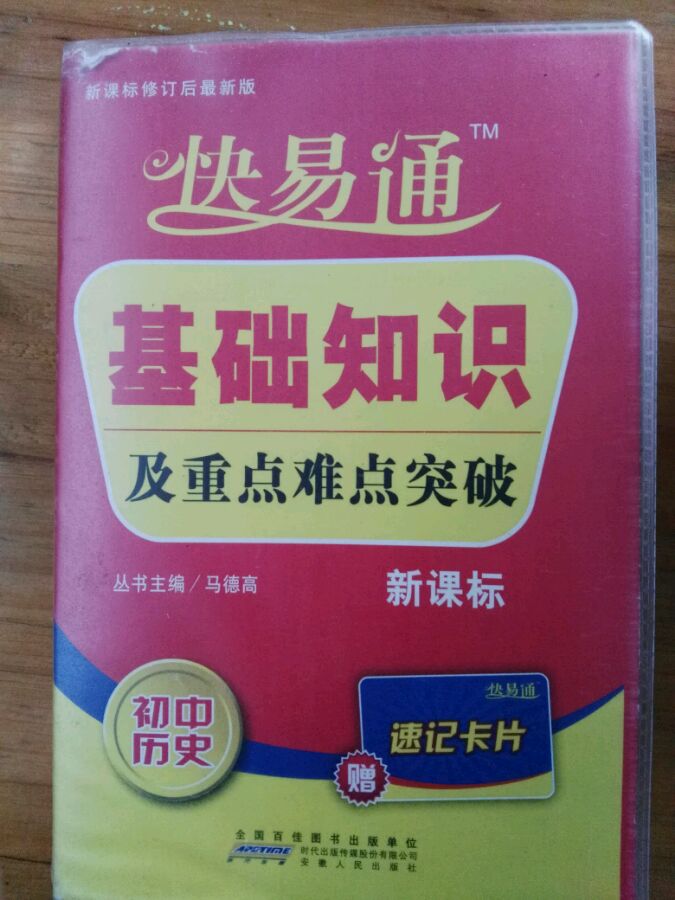 新课标修订后最新版
快易通™
基础知识
及重点难点突破
丛书主编/马德高
新课标
初中
历史
快易通
速记卡片
赠
全国百佳图书出版单位
APGTIME
时代出版传媒股份有限公司
安徽人民出版社